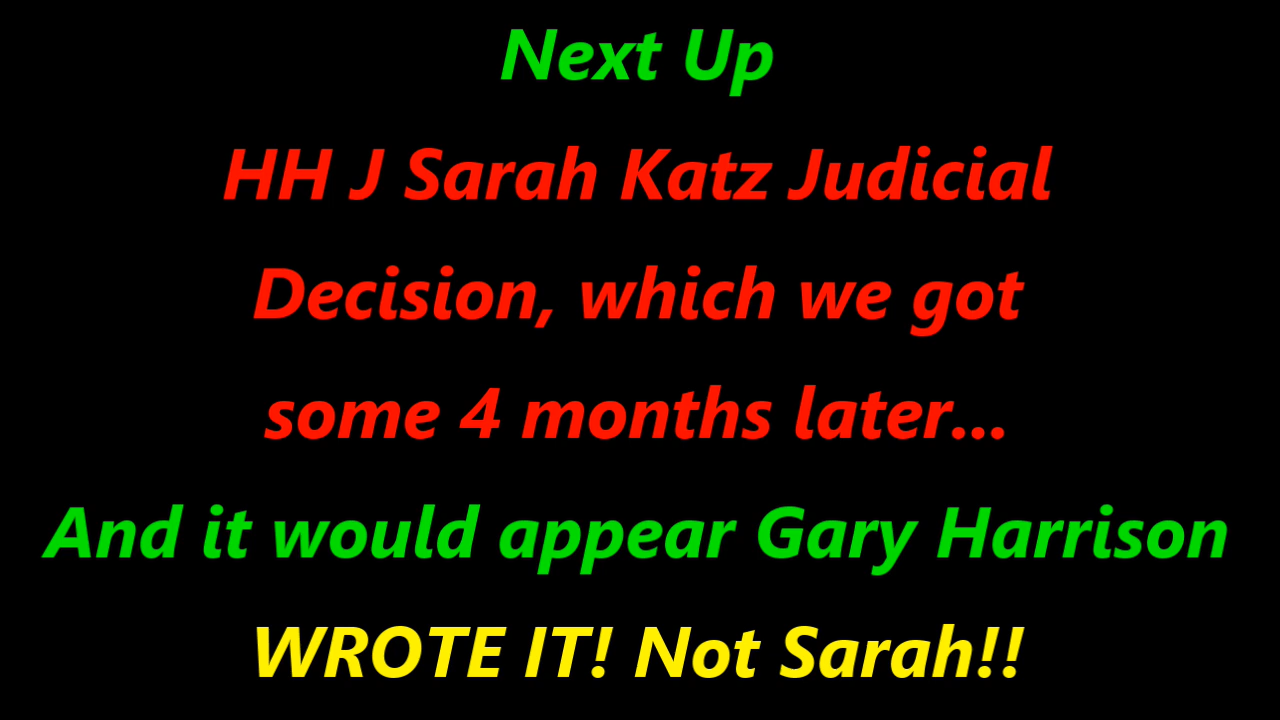 Next Up
HH J Sarah Katz Judicial
Decision, which we got
some 4 months later...
And it would appear Gary Harrison
WROTE IT! Not Sarah!!